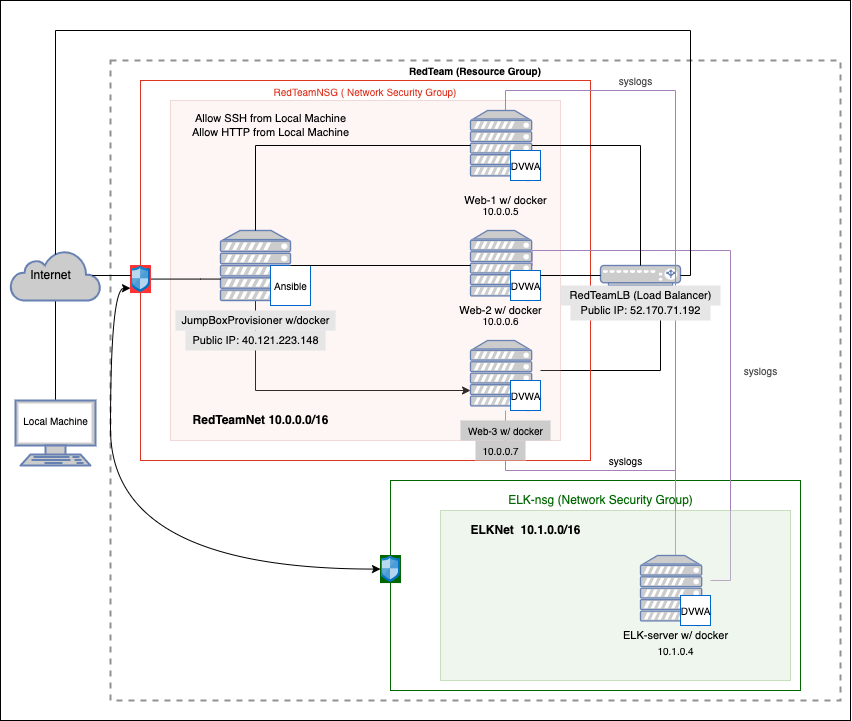 RedTeam (Resource Group)
syslogs
RedTeamNSG ( Network Security Group)
Allow SSH from Local Machine
Allow HTTP from Local Machine
DVWA
Web-1 w/ docker
10.0.0.5
Internet
Ansible
JumpBoxProvisioner w/docker
Public IP: 40.121.223.148
DVWA
Web-2 w/ docker
10.0.0.6
RedTeamLB (Load Balancer)
Public IP: 52.170.71.192
syslogs
DVWA
Local Machine
RedTeamNet 10.0.0.0/16
Web-3 w/ docker
10.0.0.7
syslogs
ELK-nsg (Network Security Group)
ELKNet 10.1.0.0/16
DVWA
ELK-server w/ docker
10.1.0.4